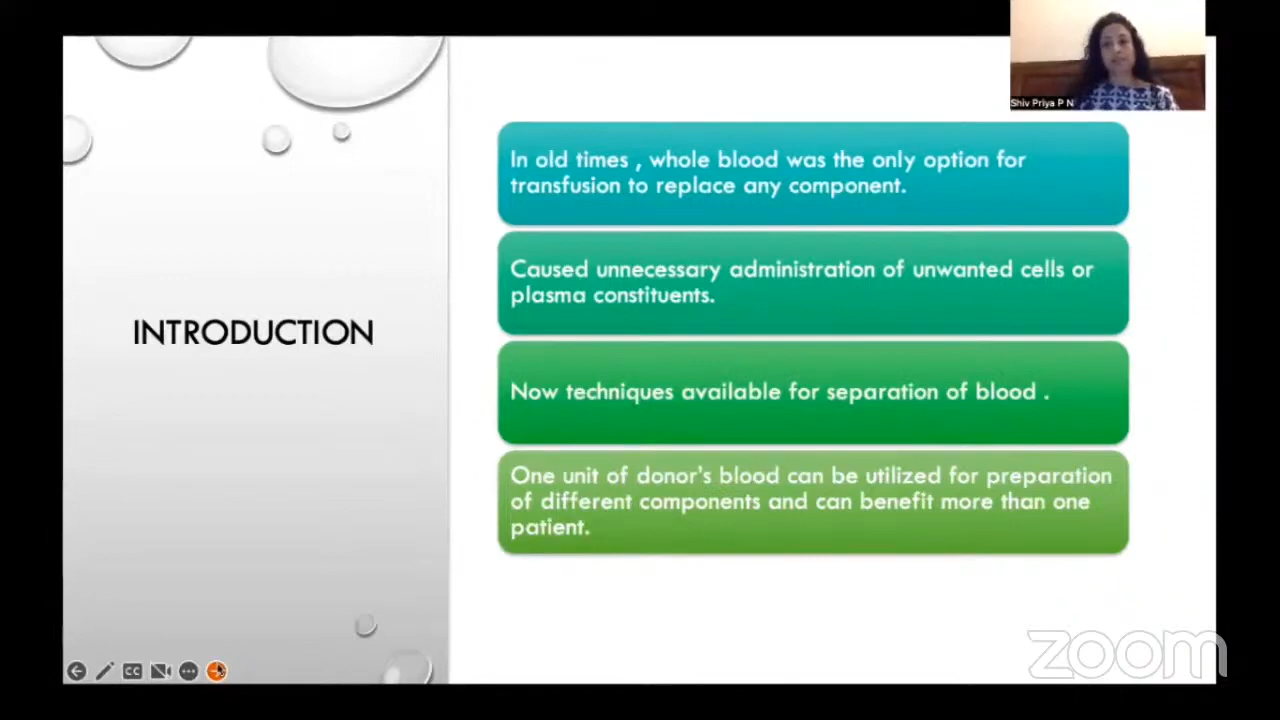 Shiv Priya P N
INTRODUCTION
In old times , whole blood was the only option for
transfusion to replace any component.
Caused unnecessary administration of unwanted cells or
plasma constituents.
Now techniques available for separation of blood .
One unit of donor's blood can be utilized for preparation
of different components and can benefit more than one
patient.
CC
zoom